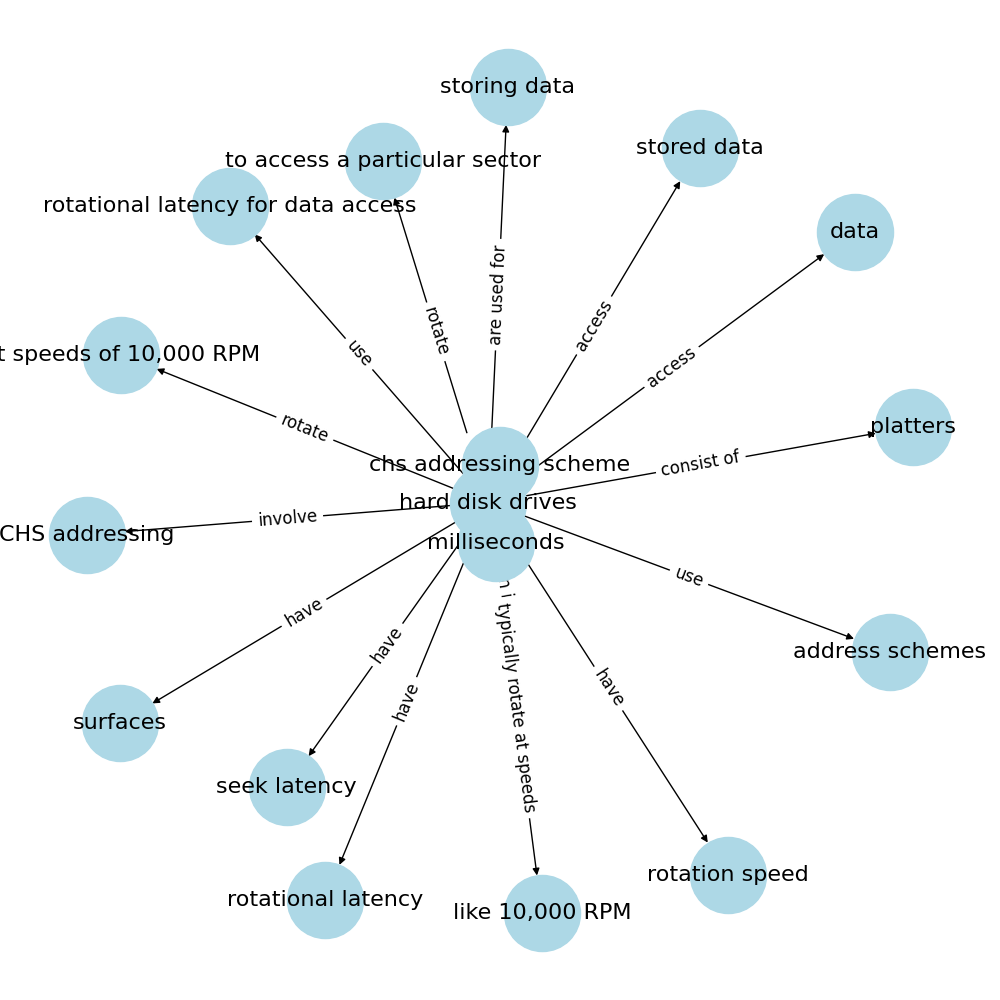 storing data
stored data
to access a particular sector
rotational latency for data access
data
are used for
access
rotate
use
access
t speeds of 10,000 RPM
rotate
platters
chs addressing scheme
consist of
hard disk drives
involve
CHS addressing
milliseconds
use
have
have
i typically rotate at speeds
have
have
address schemes
surfaces
seek latency
rotation speed
rotational latency
like 10,000 RPM